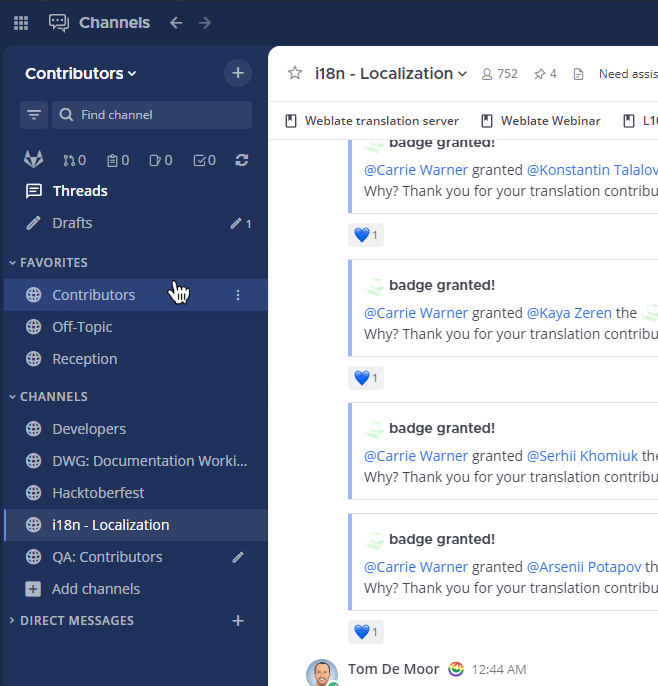 Channels
Contributors
Find channel
0 0 0 0
Threads
Drafts 1
FAVORITES
Contributors
Off-Topic
Reception
CHANNELS
Developers
DWG: Documentation Worki...
Hacktoberfest
i18n - Localization
QA: Contributors
Add channels
DIRECT MESSAGES
i18n - Localization 752 4 Need assis
Weblate translation server Weblate Webinar L10
badge granted!
@Carrie Warner granted @Konstantin Talalov
Why? Thank you for your translation contribu
1
badge granted!
@Carrie Warner granted @Kaya Zeren the
Why? Thank you for your translation contribu
1
badge granted!
@Carrie Warner granted @Serhii Khomiuk the
Why? Thank you for your translation contribu
badge granted!
@Carrie Warner granted @Arsenii Potapov th
Why? Thank you for your translation contribu
1
Tom De Moor 12:44 AM